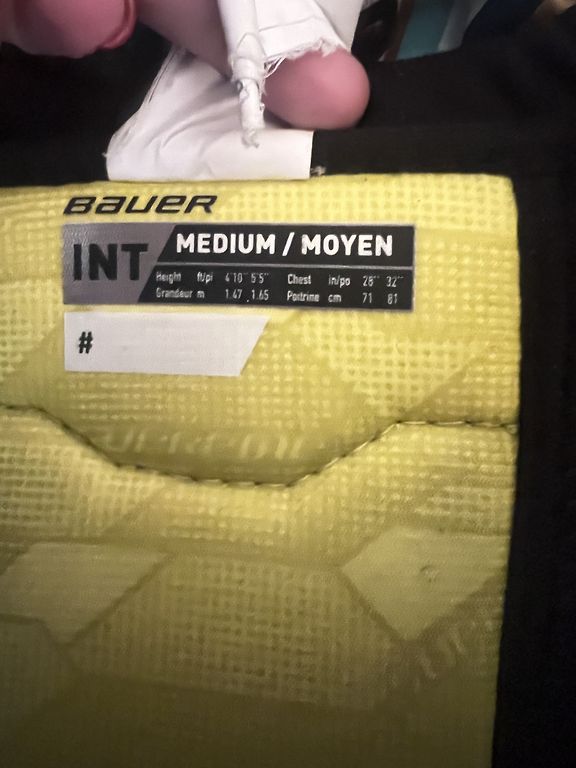 BAUER
INT
MEDIUM / MOYEN
Height ft/pi 4'10" 5'5" Chest in/po 28" 32"
Grandeur m 1.47 1.65 Poitrine cm 71 81
#